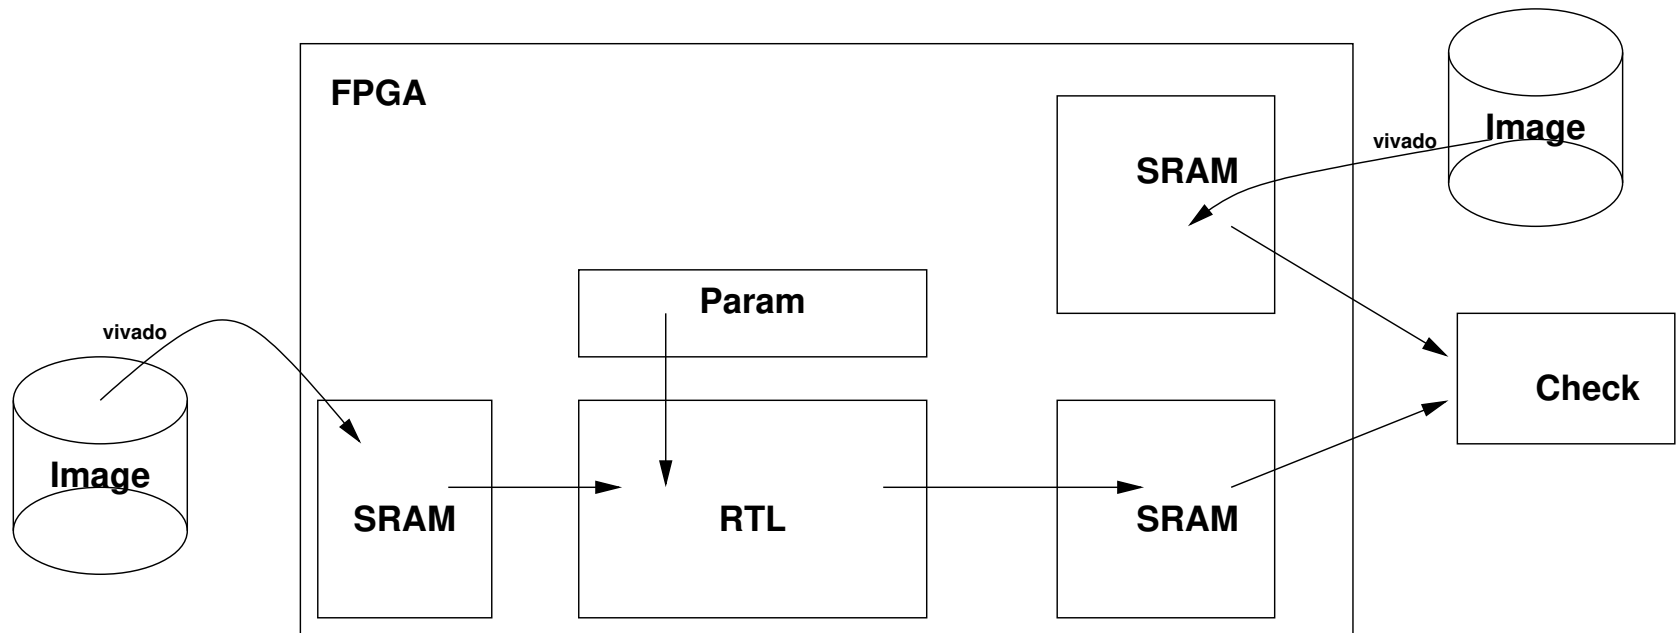 FPGA
Image
vivado
SRAM
Param
vivado
Check
Image
SRAM
RTL
SRAM